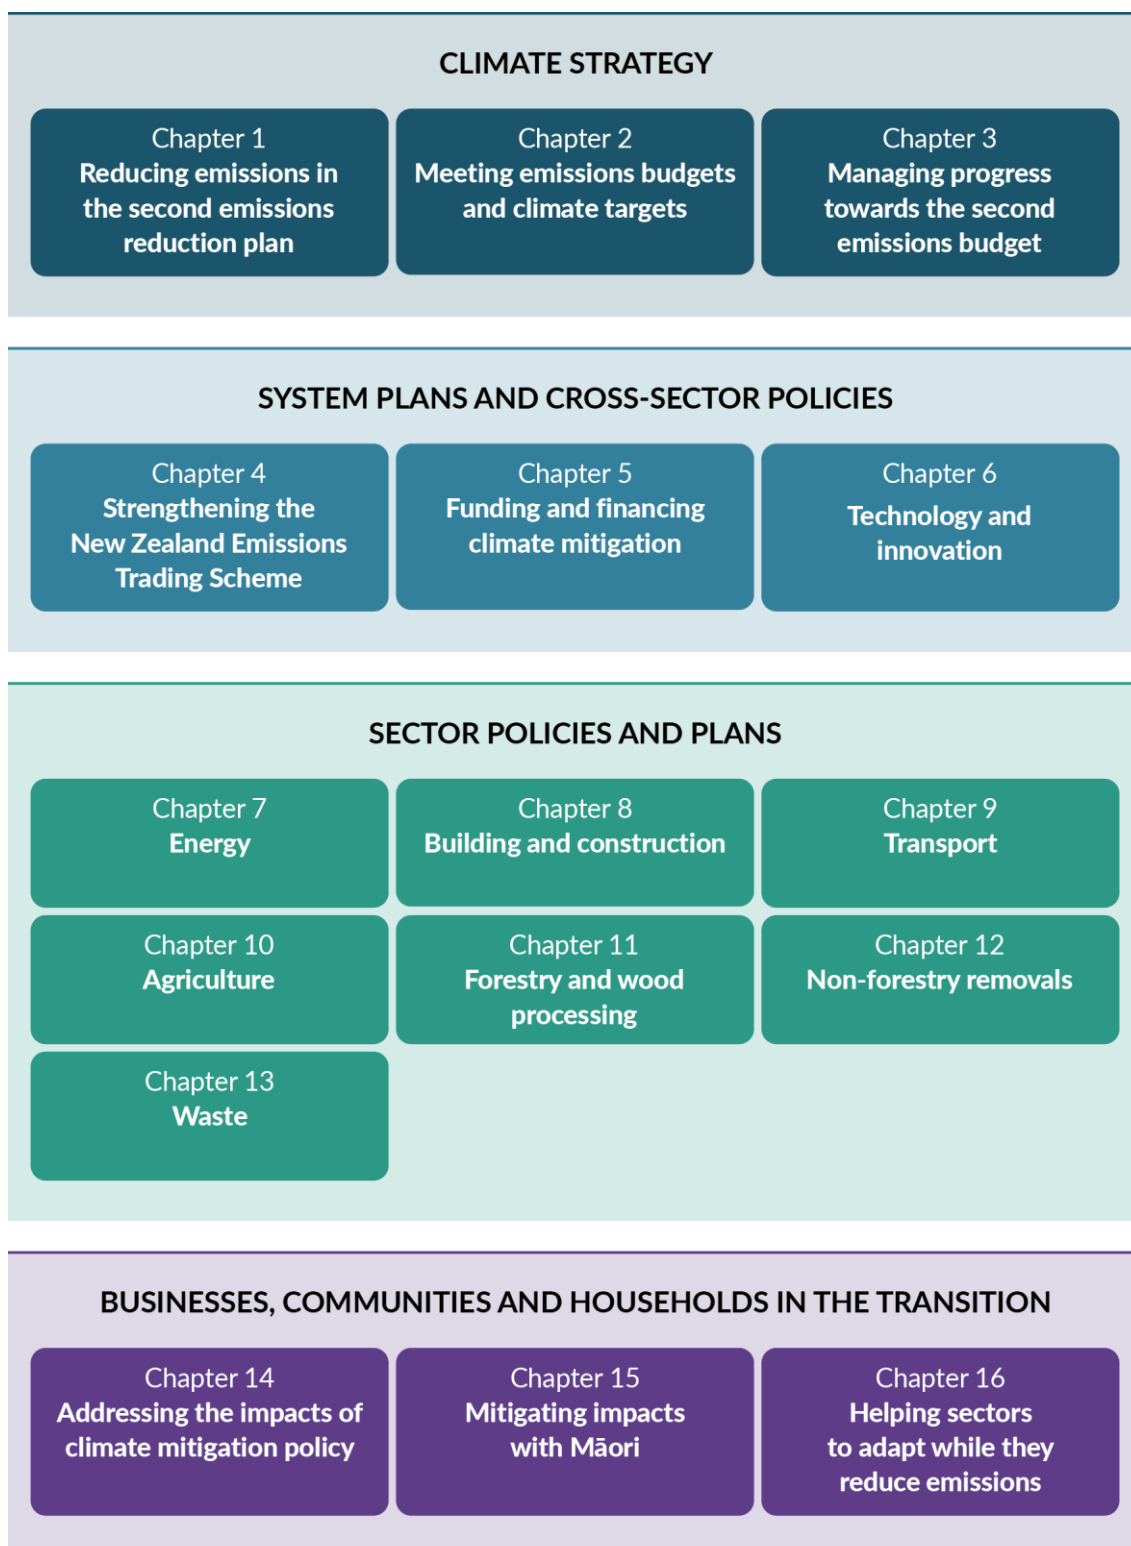 CLIMATE STRATEGY
Chapter 1
Reducing emissions in
the second emissions
reduction plan
Chapter 2
Meeting emissions budgets
and climate targets
Chapter 3
Managing progress
towards the second
emissions budget
SYSTEM PLANS AND CROSS-SECTOR POLICIES
Chapter 4
Strengthening the
New Zealand Emissions
Trading Scheme
Chapter 5
Funding and financing
climate mitigation
Chapter 6
Technology and
innovation
SECTOR POLICIES AND PLANS
Chapter 7
Energy
Chapter 8
Building and construction
Chapter 9
Transport
Chapter 10
Agriculture
Chapter 11
Forestry and wood
processing
Chapter 12
Non-forestry removals
Chapter 13
Waste
BUSINESSES, COMMUNITIES AND HOUSEHOLDS IN THE TRANSITION
Chapter 14
Addressing the impacts of
climate mitigation policy
Chapter 15
Mitigating impacts
with Māori
Chapter 16
Helping sectors
to adapt while they
reduce emissions